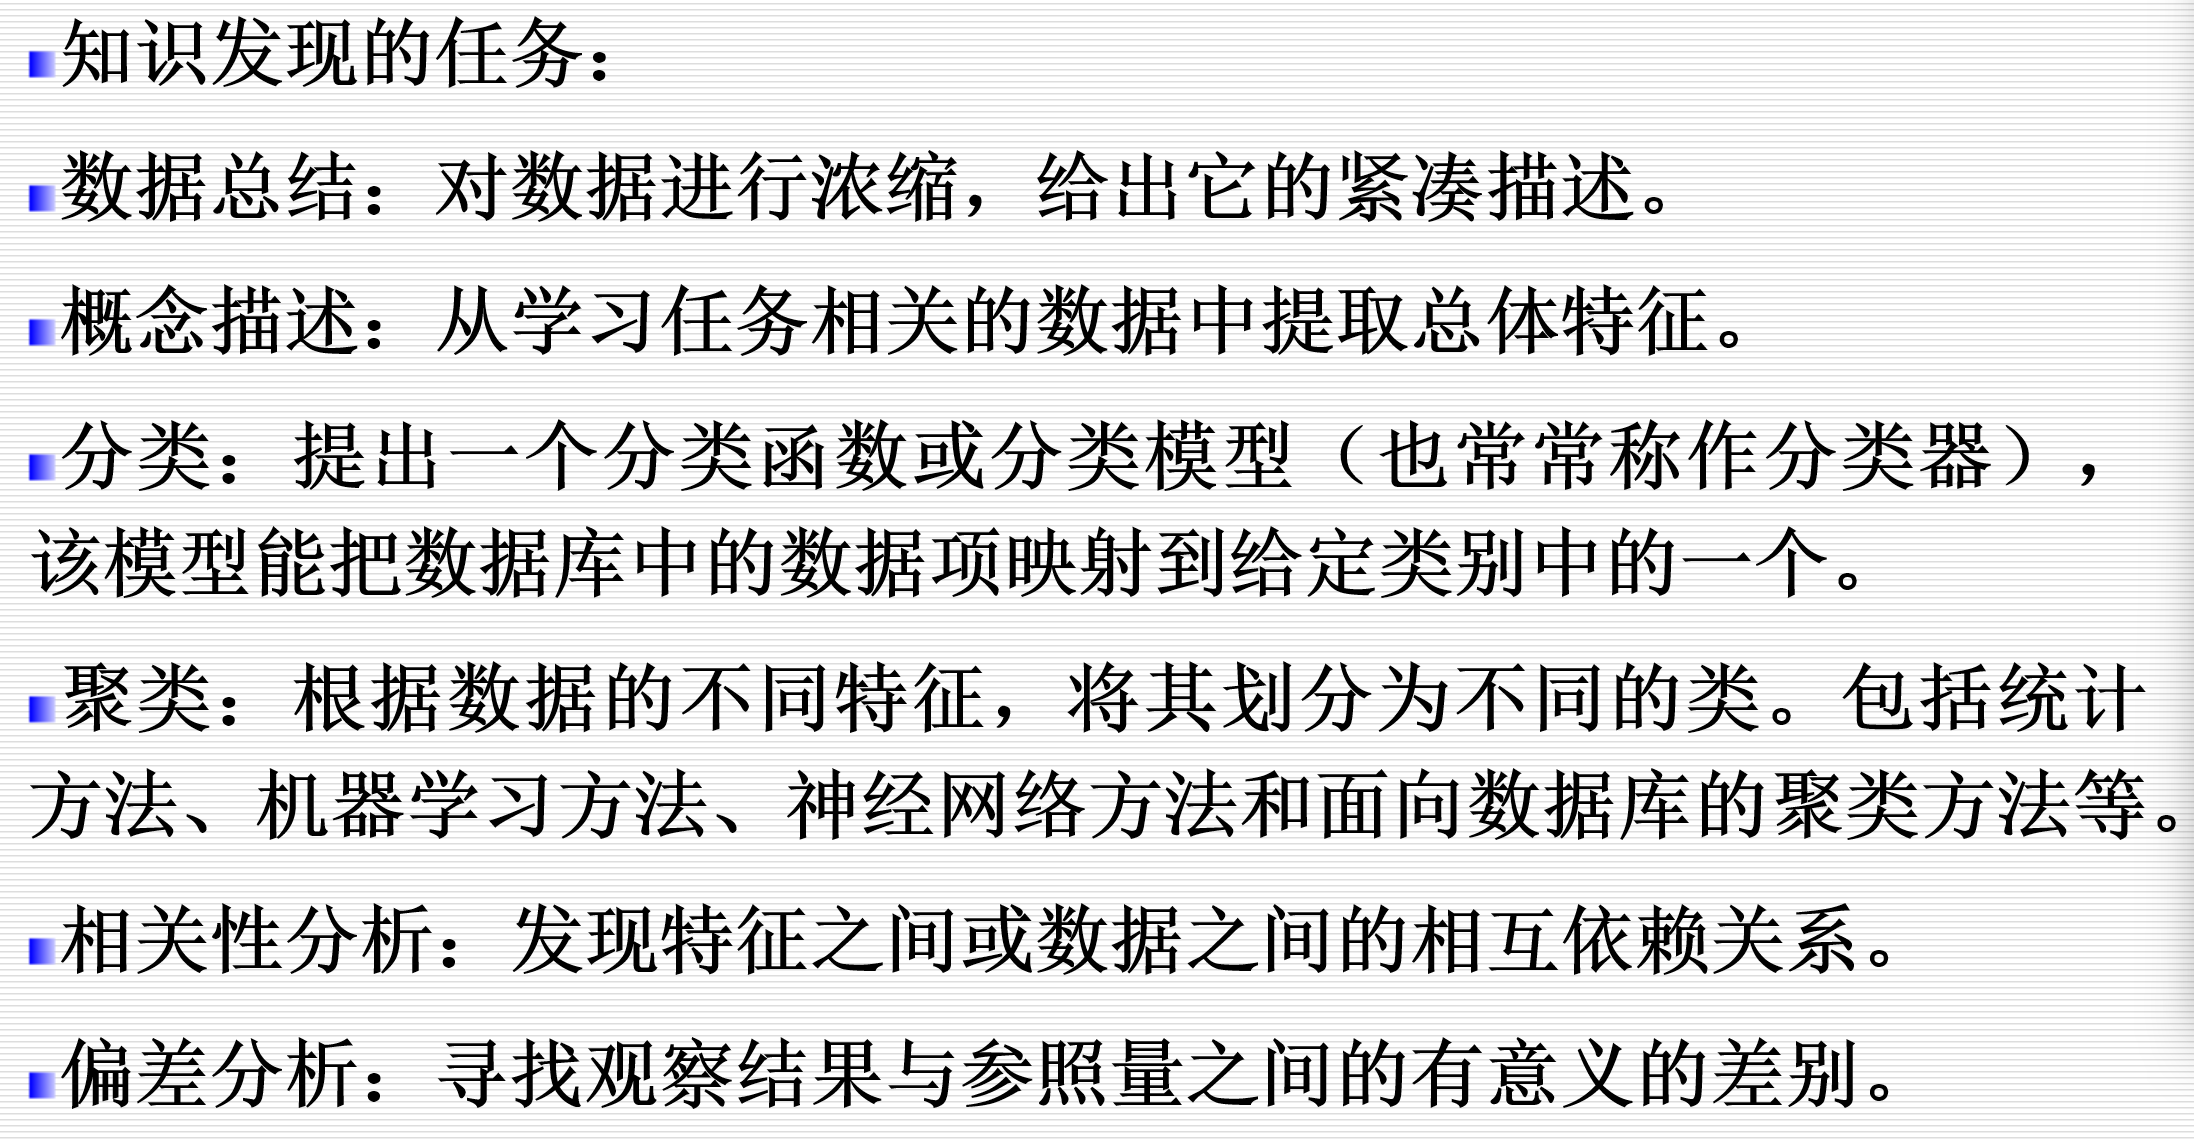 知识发现的任务：
数据总结：对数据进行浓缩，给出它的紧凑描述。
概念描述：从学习任务相关的数据中提取总体特征。
分类：提出一个分类函数或分类模型（也常常称作分类器），
该模型能把数据库中的数据项映射到给定类别中的一个。
聚类：根据数据的不同特征，将其划分为不同的类。包括统计
方法、机器学习方法、神经网络方法和面向数据库的聚类方法等。
相关性分析：发现特征之间或数据之间的相互依赖关系。
偏差分析：寻找观察结果与参照量之间的有意义的差别。